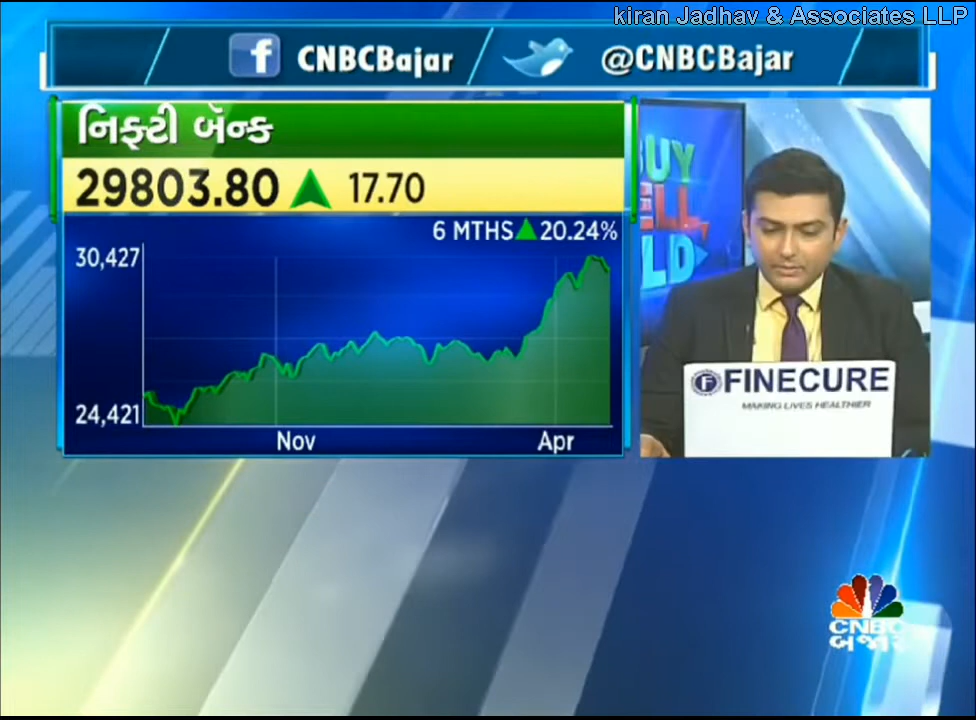 kiran Jadhav & Associates LLP
CNBCBajar
@CNBCBajar
નિફ્ટી બૅન્ક
29803.80 17.70
6 MTHS 20.24%
30,427
24,421
Nov Apr
FINECURE
MAKING LIVES HEALTHIER
CNBC
બજાર